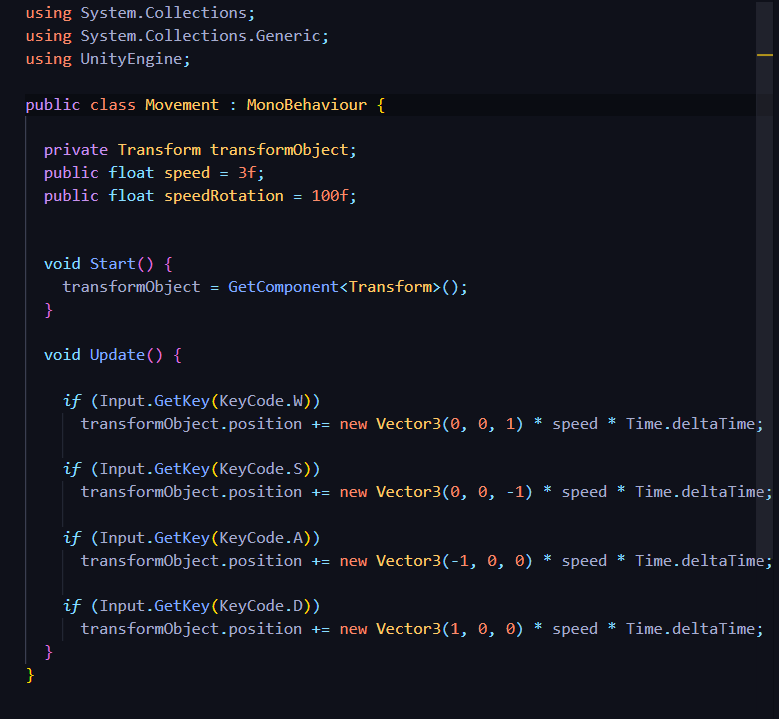 using System.Collections;
using System.Collections.Generic;
using UnityEngine;

public class Movement : MonoBehaviour {

  private Transform transformObject;
  public float speed = 3f;
  public float speedRotation = 100f;


  void Start() {
    transformObject = GetComponent<Transform>();
  }

  void Update() {

    if (Input.GetKey(KeyCode.W))
      transformObject.position += new Vector3(0, 0, 1) * speed * Time.deltaTime;

    if (Input.GetKey(KeyCode.S))
      transformObject.position += new Vector3(0, 0, -1) * speed * Time.deltaTime;

    if (Input.GetKey(KeyCode.A))
      transformObject.position += new Vector3(-1, 0, 0) * speed * Time.deltaTime;

    if (Input.GetKey(KeyCode.D))
      transformObject.position += new Vector3(1, 0, 0) * speed * Time.deltaTime;
  }
}